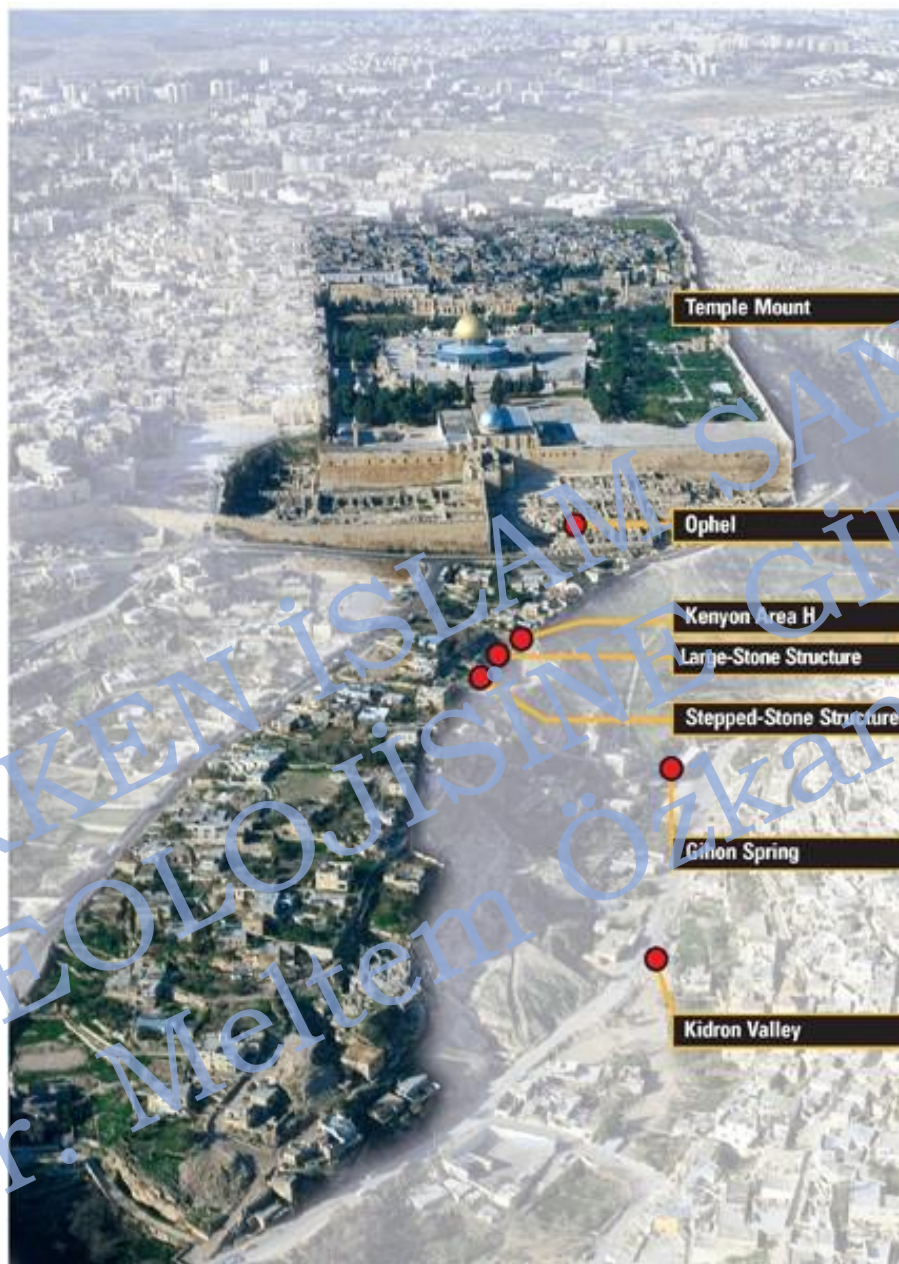 Temple Mount
Ophel
Kenyon Area H
Large-Stone Structure
Stepped-Stone Structure
Gihon Spring
Kidron Valley
KEN İSLAM SAN
EOLOJİSİNE Gİ
r. Meltem Özkan